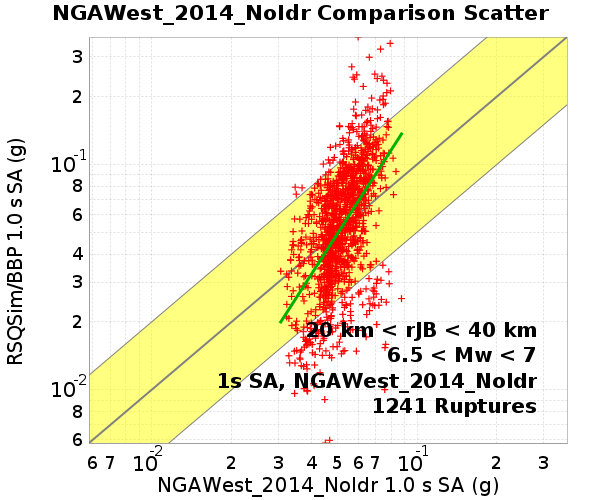 NGAWest_2014_NoIdr Comparison Scatter
RSQSim/BBP 1.0 s SA (g)
3
2
10-1
8
6
4
3
2
10-2
8
6
20 km < rJB < 40 km
6.5 < Mw < 7
1s SA, NGAWest_2014_NoIdr
1241 Ruptures
6 7 10-2 2 3 4 5 6 7 10-1 2 3
NGAWest_2014_NoIdr 1.0 s SA (g)